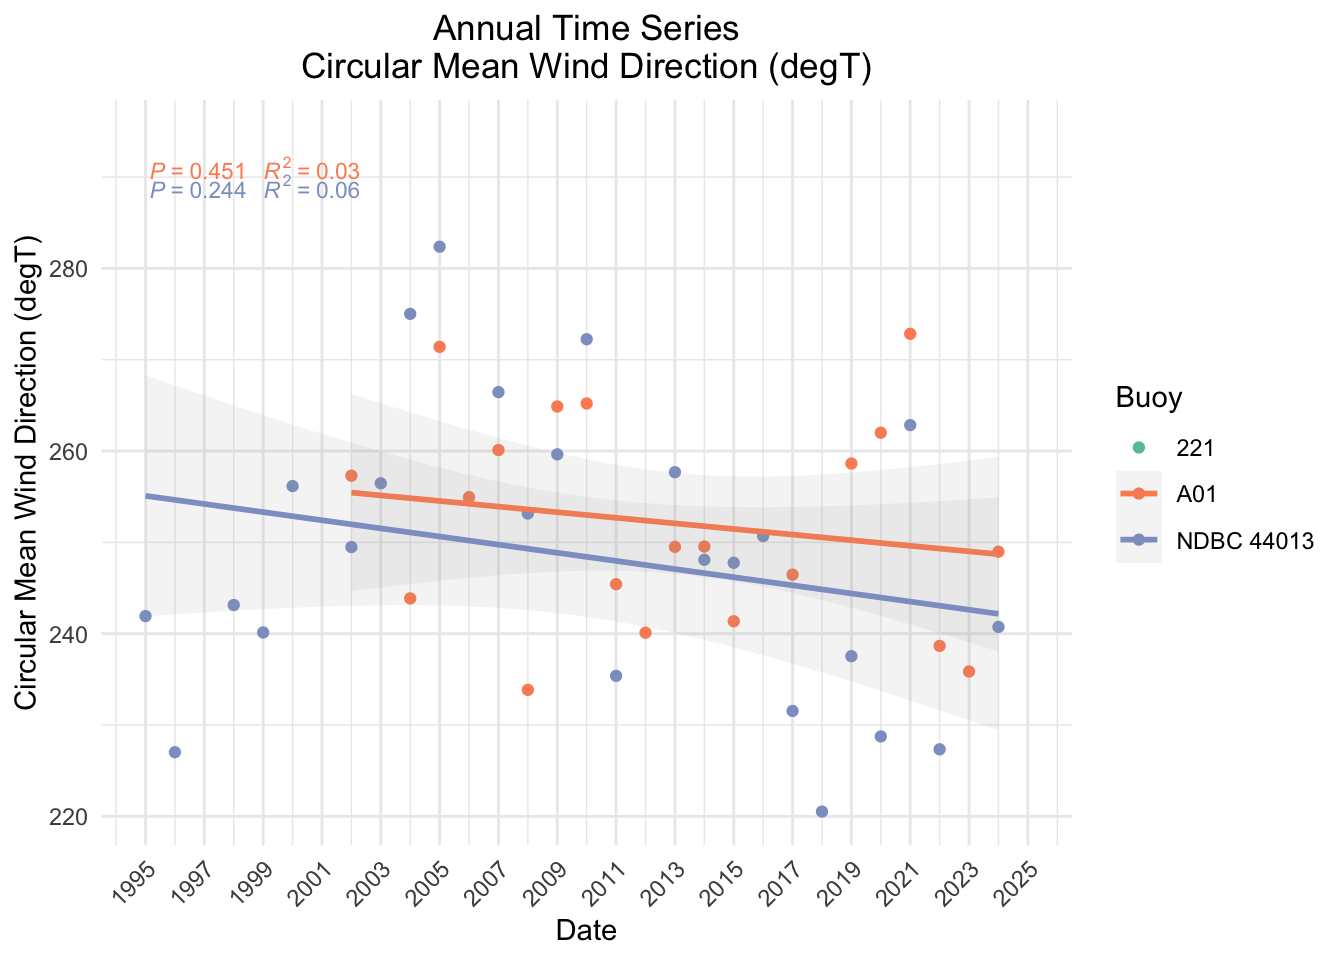 Annual Time Series
Circular Mean Wind Direction (degT)
P = 0.451 R² = 0.03
P = 0.244 R² = 0.06
Circular Mean Wind Direction (degT)
280
260
240
220
1995 1997 1999 2001 2003 2005 2007 2009 2011 2013 2015 2017 2019 2021 2023 2025
Date
Buoy
221
A01
NDBC 44013